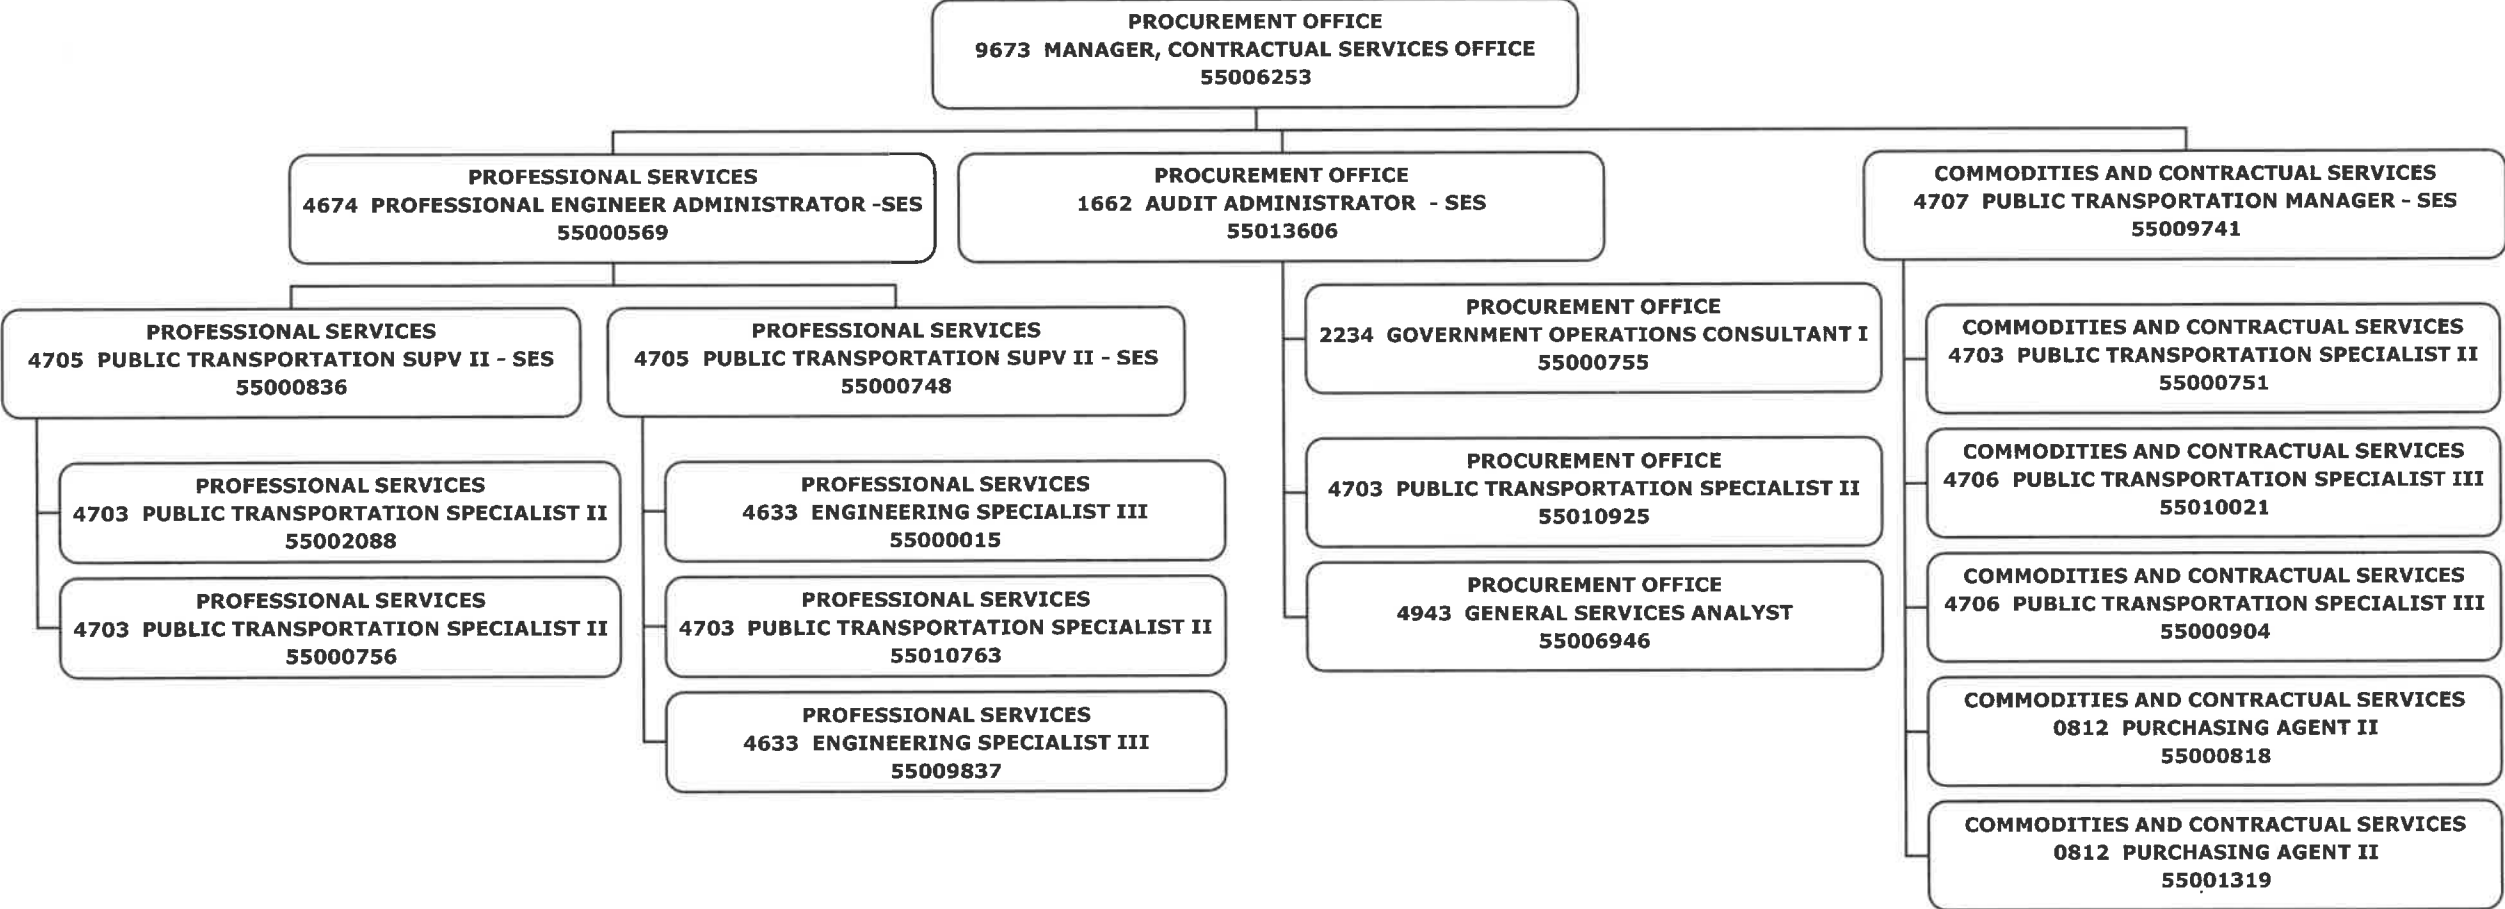 PROCUREMENT OFFICE
9673 MANAGER, CONTRACTUAL SERVICES OFFICE
55006253
PROFESSIONAL SERVICES
4674 PROFESSIONAL ENGINEER ADMINISTRATOR -SES
55000569
PROCUREMENT OFFICE
1662 AUDIT ADMINISTRATOR - SES
55013606
COMMODITIES AND CONTRACTUAL SERVICES
4707 PUBLIC TRANSPORTATION MANAGER - SES
55009741
PROFESSIONAL SERVICES
4705 PUBLIC TRANSPORTATION SUPV II - SES
55000836
PROFESSIONAL SERVICES
4703 PUBLIC TRANSPORTATION SPECIALIST II
55002088
PROFESSIONAL SERVICES
4703 PUBLIC TRANSPORTATION SPECIALIST II
55000756
PROFESSIONAL SERVICES
4705 PUBLIC TRANSPORTATION SUPV II - SES
55000748
PROFESSIONAL SERVICES
4633 ENGINEERING SPECIALIST III
55000015
PROFESSIONAL SERVICES
4703 PUBLIC TRANSPORTATION SPECIALIST II
55010763
PROFESSIONAL SERVICES
4633 ENGINEERING SPECIALIST III
55009837
PROCUREMENT OFFICE
2234 GOVERNMENT OPERATIONS CONSULTANT I
55000755
PROCUREMENT OFFICE
4703 PUBLIC TRANSPORTATION SPECIALIST II
55010925
PROCUREMENT OFFICE
4943 GENERAL SERVICES ANALYST
55006946
COMMODITIES AND CONTRACTUAL SERVICES
4703 PUBLIC TRANSPORTATION SPECIALIST II
55000751
COMMODITIES AND CONTRACTUAL SERVICES
4706 PUBLIC TRANSPORTATION SPECIALIST III
55010021
COMMODITIES AND CONTRACTUAL SERVICES
4706 PUBLIC TRANSPORTATION SPECIALIST III
55000904
COMMODITIES AND CONTRACTUAL SERVICES
0812 PURCHASING AGENT II
55000818
COMMODITIES AND CONTRACTUAL SERVICES
0812 PURCHASING AGENT II
55001319